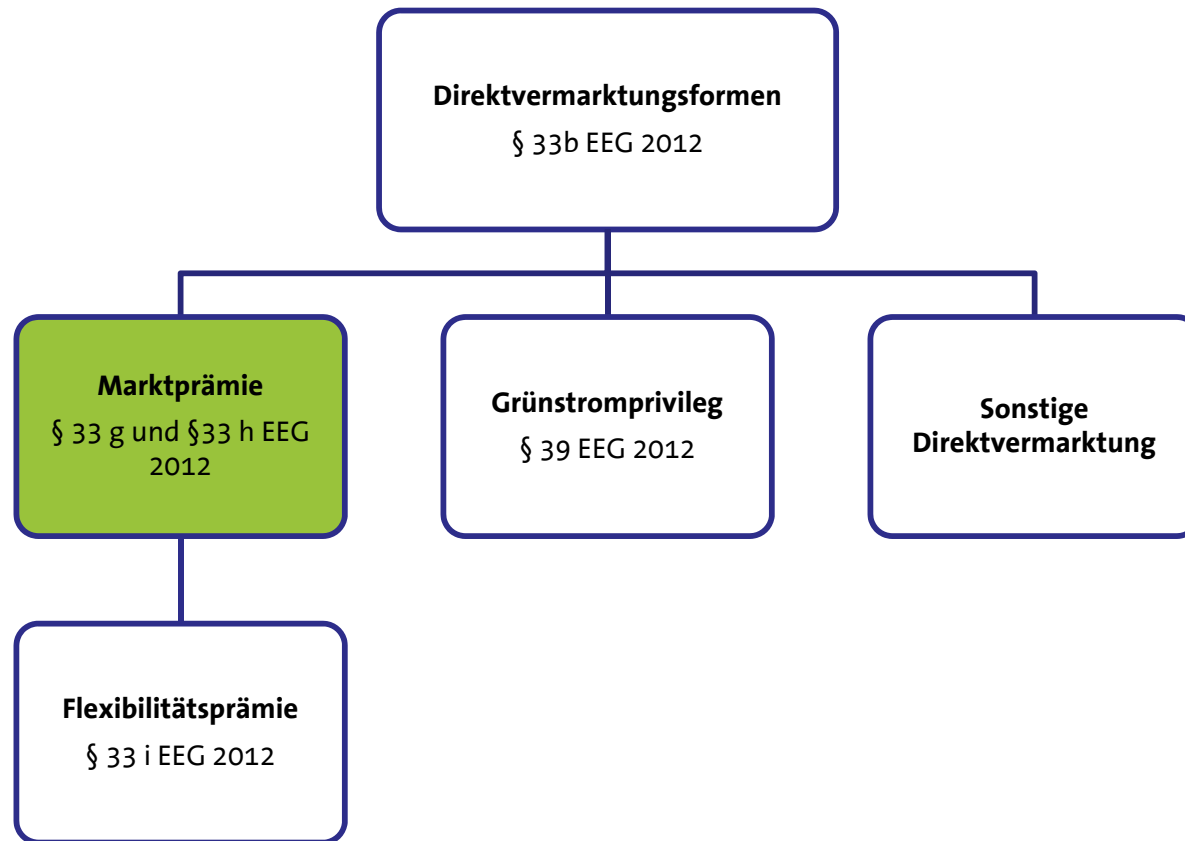 Direktvermarktungsformen
§ 33b EEG 2012
Marktprämie
§ 33 g und §33 h EEG
2012
Grünstromprivileg
§ 39 EEG 2012
Sonstige
Direktvermarktung
Flexibilitätsprämie
§ 33 i EEG 2012